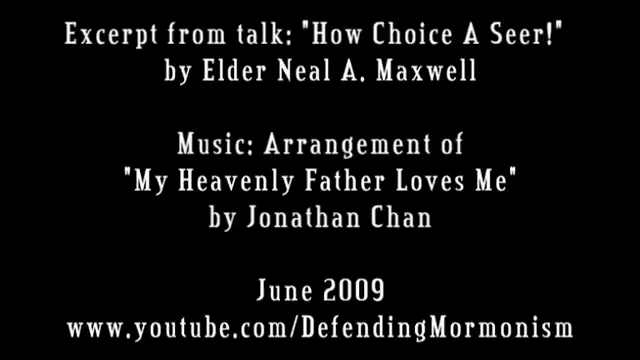 Excerpt from talk: "How Choice A Seer!"
by Elder Neal A. Maxwell
Music: Arrangement of
"My Heavenly Father Loves Me"
by Jonathan Chan
June 2009
www.youtube.com/DefendingMormonism